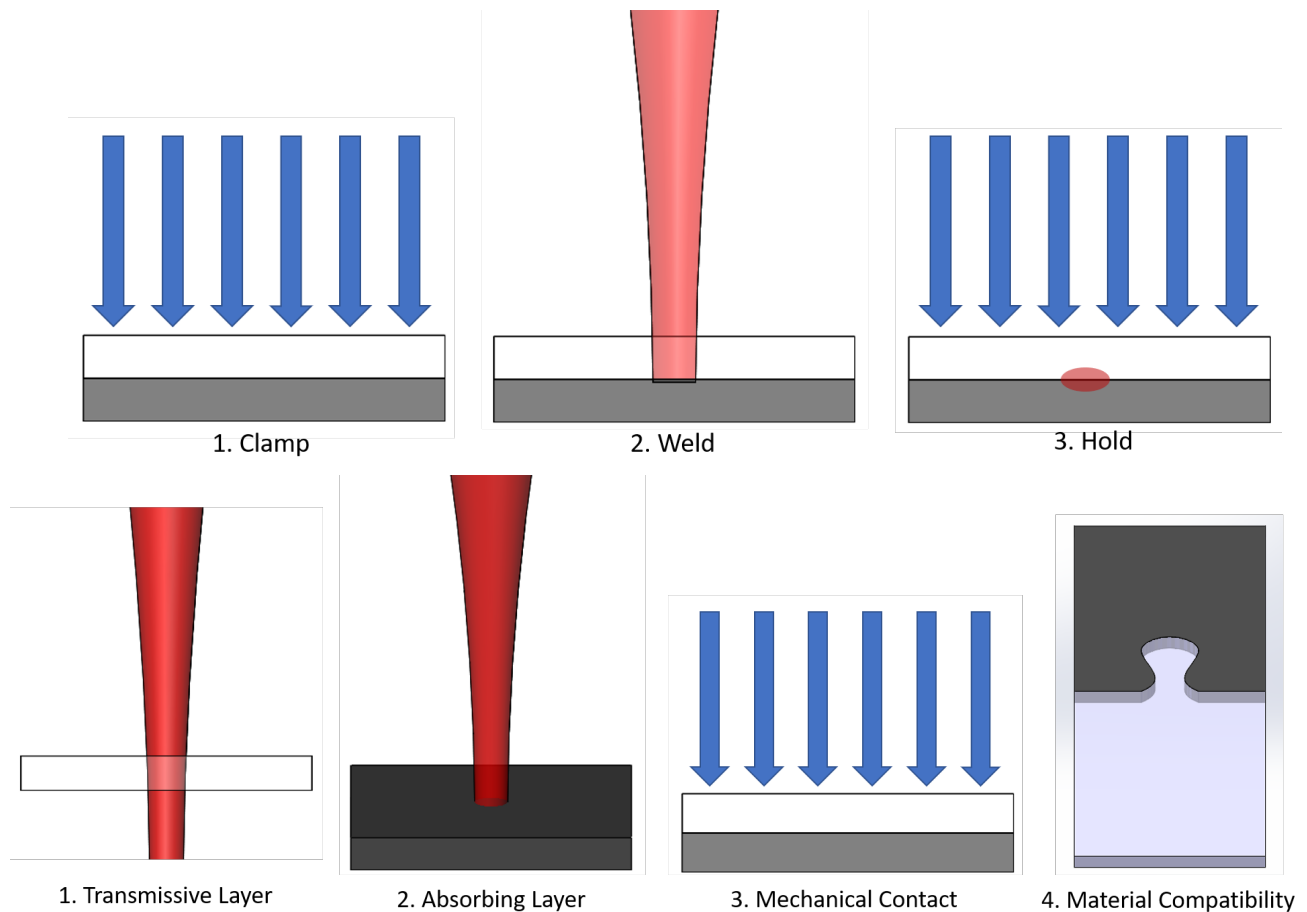 1. Clamp
2. Weld
3. Hold
1. Transmissive Layer
2. Absorbing Layer
3. Mechanical Contact
4. Material Compatibility